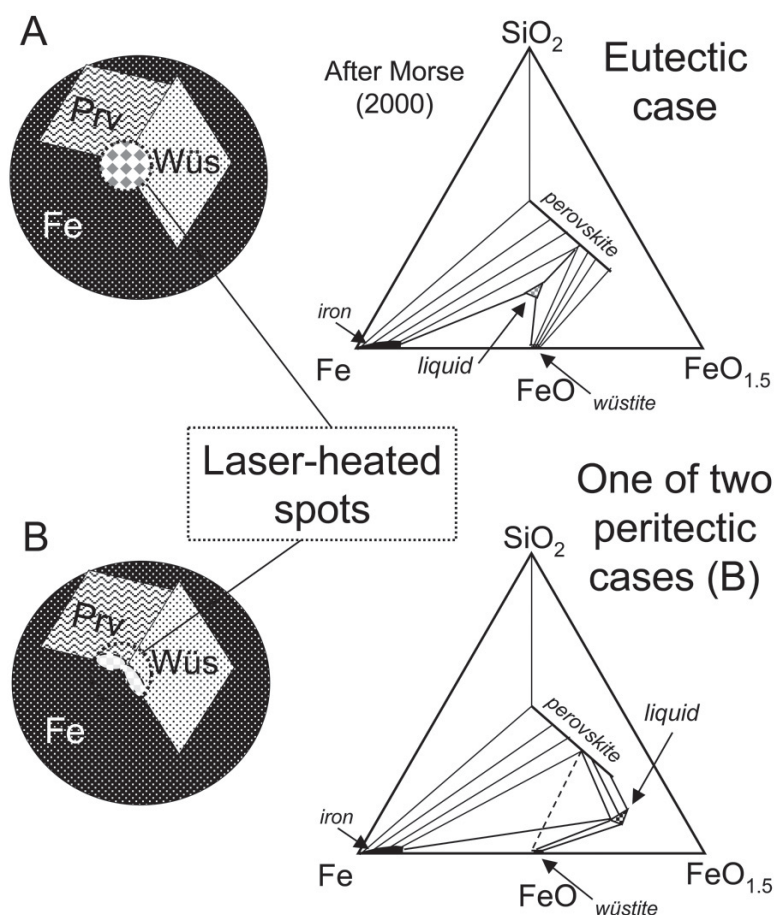 A
Prv
Wüs
Fe
After Morse
(2000)
SiO2
Eutectic
case
perovskite
iron
liquid
Fe
FeO
FeO1.5
wüstite
Laser-heated
spots
B
Prv
Wüs
Fe
One of two
peritectic
cases (B)
SiO2
perovskite
liquid
iron
Fe
FeO
FeO1.5
wüstite